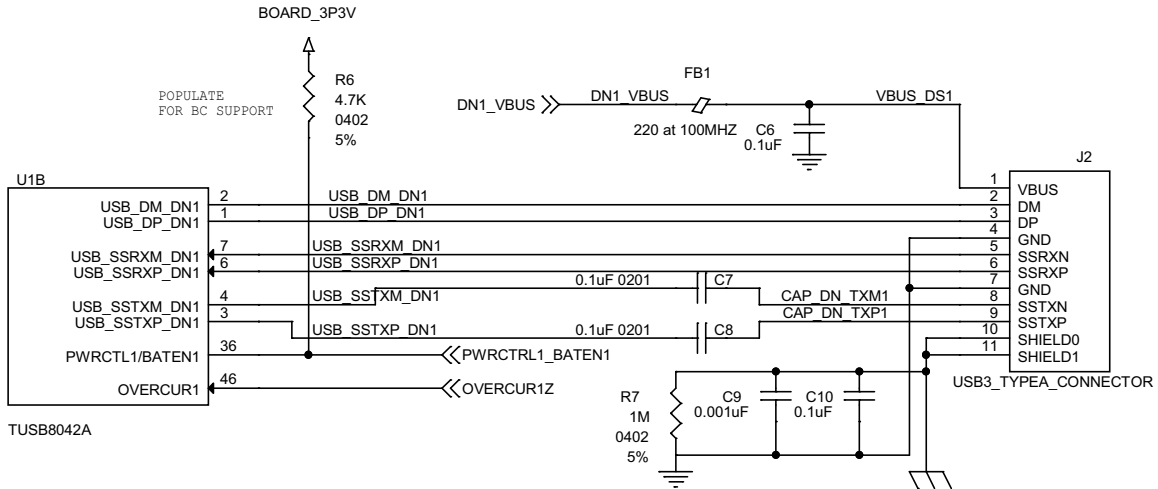 BOARD_3P3V
R6
4.7K
0402
5%
POPULATE
FOR BC SUPPORT
FB1
DN1_VBUS
DN1_VBUS
VBUS_DS1
220 at 100MHZ
C6
0.1uF
J2
U1B
USB_DM_DN1
USB_DP_DN1
USB_SSRXM_DN1
USB_SSRXP_DN1
USB_SSTXM_DN1
USB_SSTXP_DN1
PWRCTL1/BATEN1
OVERCUR1
TUSB8042A
2
1
7
6
4
3
36
46
USB_DM_DN1
USB_DP_DN1
USB_SSRXM_DN1
USB_SSRXP_DN1
USB_SSTXM_DN1
USB_SSTXP_DN1
0.1uF 0201
C7
0.1uF 0201
C8
CAP_DN_TXM1
CAP_DN_TXP1
PWRCTRL1_BATEN1
OVERCUR1Z
1
2
3
4
5
6
7
8
9
10
11
VBUS
DM
DP
GND
SSRXN
SSRXP
GND
SSTXN
SSTXP
SHIELD0
SHIELD1
USB3_TYPEA_CONNECTOR
R7
1M
0402
5%
C9
0.001uF
C10
0.1uF